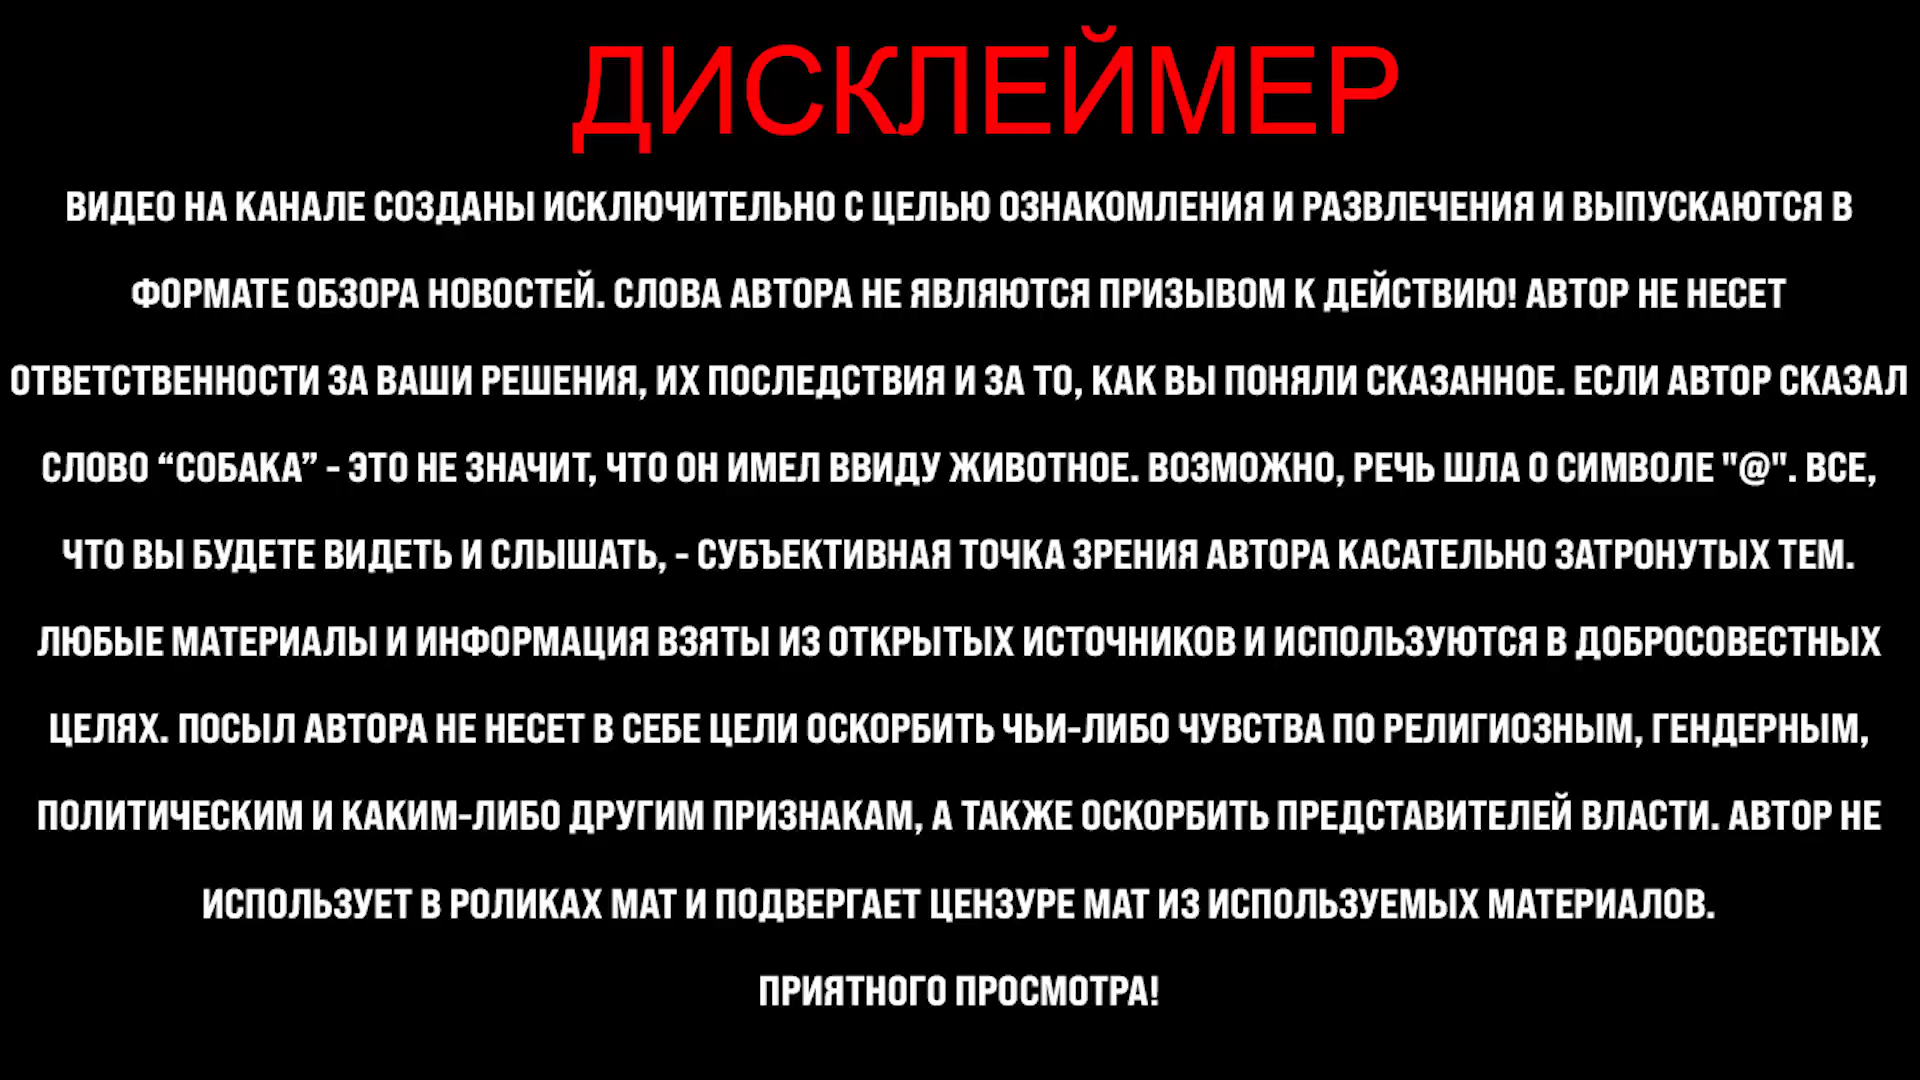 ДИСКЛЕЙМЕР
ВИДЕО НА КАНАЛЕ СОЗДАНЫ ИСКЛЮЧИТЕЛЬНО С ЦЕЛЬЮ ОЗНАКОМЛЕНИЯ И РАЗВЛЕЧЕНИЯ И ВЫПУСКАЮТСЯ В
ФОРМАТЕ ОБЗОРА НОВОСТЕЙ. СЛОВА АВТОРА НЕ ЯВЛЯЮТСЯ ПРИЗЫВОМ К ДЕЙСТВИЮ! АВТОР НЕ НЕСЕТ
ОТВЕТСТВЕННОСТИ ЗА ВАШИ РЕШЕНИЯ, ИХ ПОСЛЕДСТВИЯ И ЗА ТО, КАК ВЫ ПОНЯЛИ СКАЗАННОЕ. ЕСЛИ АВТОР СКАЗАЛ
СЛОВО “СОБАКА” - ЭТО НЕ ЗНАЧИТ, ЧТО ОН ИМЕЛ ВВИДУ ЖИВОТНОЕ. ВОЗМОЖНО, РЕЧЬ ШЛА О СИМВОЛЕ "@". ВСЕ,
ЧТО ВЫ БУДЕТЕ ВИДЕТЬ И СЛЫШАТЬ, - СУБЪЕКТИВНАЯ ТОЧКА ЗРЕНИЯ АВТОРА КАСАТЕЛЬНО ЗАТРОНУТЫХ ТЕМ.
ЛЮБЫЕ МАТЕРИАЛЫ И ИНФОРМАЦИЯ ВЗЯТЫ ИЗ ОТКРЫТЫХ ИСТОЧНИКОВ И ИСПОЛЬЗУЮТСЯ В ДОБРОСОВЕСТНЫХ
ЦЕЛЯХ. ПОСЫЛ АВТОРА НЕ НЕСЕТ В СЕБЕ ЦЕЛИ ОСКОРБИТЬ ЧЬИ-ЛИБО ЧУВСТВА ПО РЕЛИГИОЗНЫМ, ГЕНДЕРНЫМ,
ПОЛИТИЧЕСКИМ И КАКИМ-ЛИБО ДРУГИМ ПРИЗНАКАМ, А ТАКЖЕ ОСКОРБИТЬ ПРЕДСТАВИТЕЛЕЙ ВЛАСТИ. АВТОР НЕ
ИСПОЛЬЗУЕТ В РОЛИКАХ МАТ И ПОДВЕРГАЕТ ЦЕНЗУРЕ МАТ ИЗ ИСПОЛЬЗУЕМЫХ МАТЕРИАЛОВ.
ПРИЯТНОГО ПРОСМОТРА!